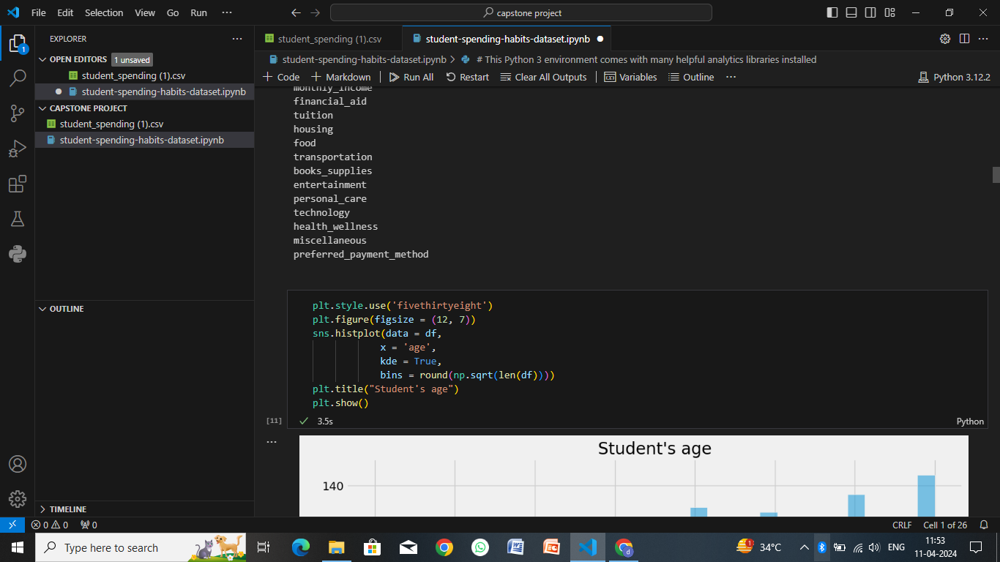 File Edit Selection View Go Run ··· capstone project
EXPLORER ···
OPEN EDITORS 1 unsaved
student_spending (1).csv
student-spending-habits-dataset.ipynb
CAPSTONE PROJECT
student_spending (1).csv
student-spending-habits-dataset.ipynb
OUTLINE
TIMELINE
1
student_spending (1).csv student-spending-habits-dataset.ipynb
student-spending-habits-dataset.ipynb > # This Python 3 environment comes with many helpful analytics libraries installed
+ Code + Markdown Run All Restart Clear All Outputs Variables Outline ··· Python 3.12.2
monthly_income
financial_aid
tuition
housing
food
transportation
books_supplies
entertainment
personal_care
technology
health_wellness
miscellaneous
preferred_payment_method
plt.style.use('fivethirtyeight')
plt.figure(figsize = (12, 7))
sns.histplot(data = df,
x = 'age',
kde = True,
bins = round(np.sqrt(len(df))))
plt.title("Student's age")
plt.show()
[11] 3.5s Python
Student's age
140
0 0 0 CRLF Cell 1 of 26
Type here to search 34°C ENG 11:53
11-04-2024